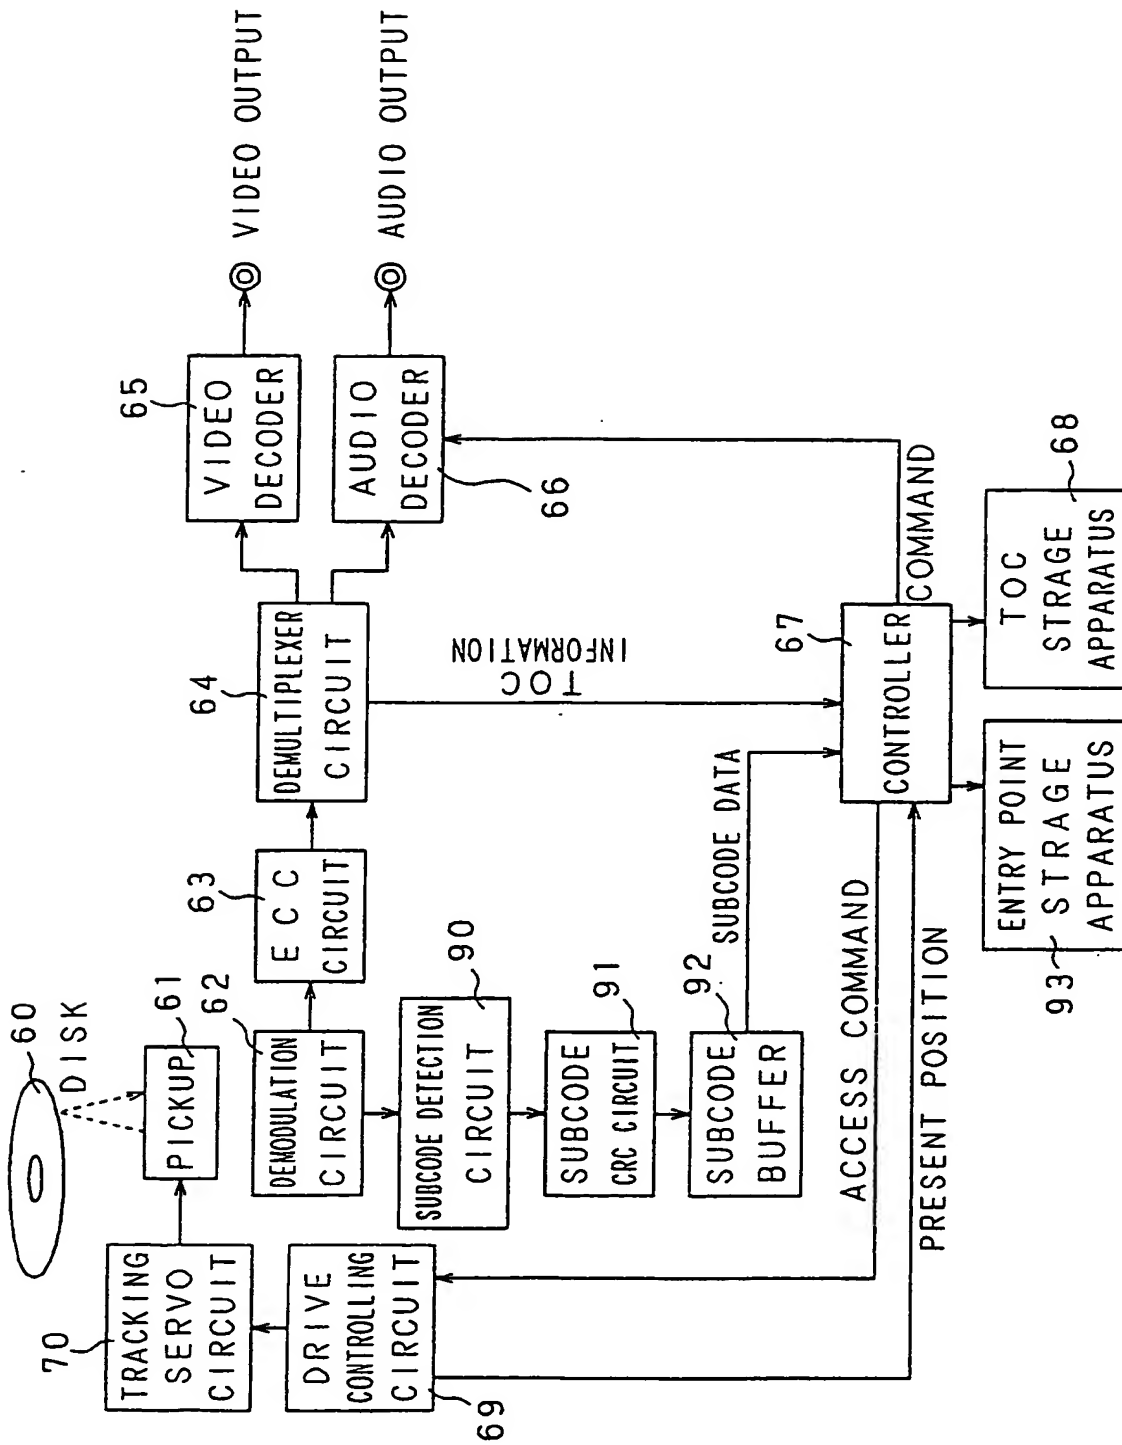 60
DISK
PICKUP
61
TRACKING
SERVO
CIRCUIT
70
DRIVE
CONTROLLING
CIRCUIT
69
DEMODULATION
CIRCUIT
62
E C C
CIRCUIT
63
DEMULTIPLEXER
CIRCUIT
64
VIDEO
DECODER
65
VIDEO OUTPUT
AUDIO
DECODER
66
AUDIO OUTPUT
SUBCODE DETECTION
CIRCUIT
90
SUBCODE
CRC CIRCUIT
91
SUBCODE
BUFFER
92
SUBCODE DATA
TOC
INFORMATION
CONTROLLER
67
COMMAND
ACCESS COMMAND
PRESENT POSITION
ENTRY POINT
STRAGE
APPARATUS
93
TOC
STRAGE
APPARATUS
68